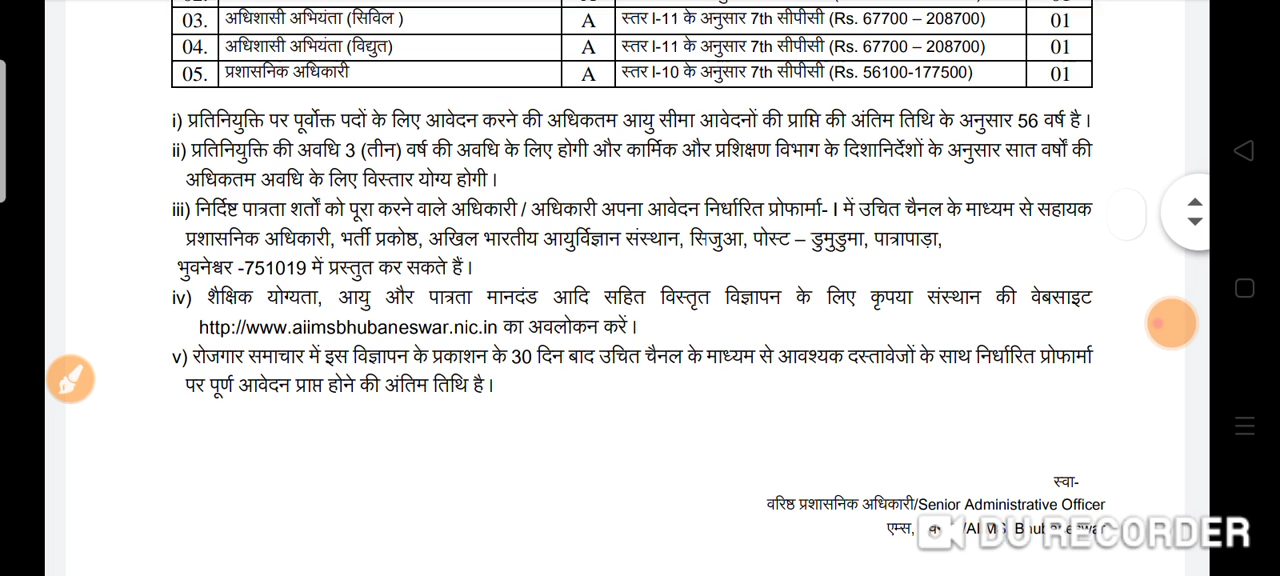 03. अधिशासी अभियंता (सिविल ) A स्तर l-11 के अनुसार 7th सीपीसी (Rs. 67700 – 208700) 01
04. अधिशासी अभियंता (विद्युत) A स्तर l-11 के अनुसार 7th सीपीसी (Rs. 67700 – 208700) 01
05. प्रशासनिक अधिकारी A स्तर l-10 के अनुसार 7th सीपीसी (Rs. 56100-177500) 01
i) प्रतिनियुक्ति पर पूर्वोक्त पदों के लिए आवेदन करने की अधिकतम आयु सीमा आवेदनों की प्राप्ति की अंतिम तिथि के अनुसार 56 वर्ष है।
ii) प्रतिनियुक्ति की अवधि 3 (तीन) वर्ष की अवधि के लिए होगी और कार्मिक और प्रशिक्षण विभाग के दिशानिर्देशों के अनुसार सात वर्षों की
अधिकतम अवधि के लिए विस्तार योग्य होगी।
iii) निर्दिष्ट पात्रता शर्तों को पूरा करने वाले अधिकारी / अधिकारी अपना आवेदन निर्धारित प्रोफार्मा- I में उचित चैनल के माध्यम से सहायक
प्रशासनिक अधिकारी, भर्ती प्रकोष्ठ, अखिल भारतीय आयुर्विज्ञान संस्थान, सिजुआ, पोस्ट – डुमुडुमा, पात्रापाड़ा,
भुवनेश्वर -751019 में प्रस्तुत कर सकते हैं।
iv) शैक्षिक योग्यता, आयु और पात्रता मानदंड आदि सहित विस्तृत विज्ञापन के लिए कृपया संस्थान की वेबसाइट
http://www.aiimsbhubaneswar.nic.in का अवलोकन करें।
v) रोजगार समाचार में इस विज्ञापन के प्रकाशन के 30 दिन बाद उचित चैनल के माध्यम से आवश्यक दस्तावेजों के साथ निर्धारित प्रोफार्मा
पर पूर्ण आवेदन प्राप्त होने की अंतिम तिथि है।
स्वा-
वरिष्ठ प्रशासनिक अधिकारी/Senior Administrative Officer
एम्स, /AIIMS, Bhubaneswar
DU RECORDER